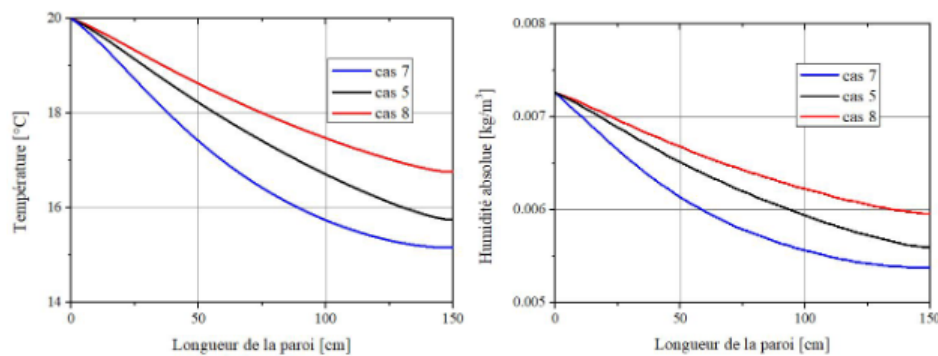 20
18
16
14
Température [°C]
cas 7
cas 5
cas 8
0
50
100
150
Longueur de la paroi [cm]
0.008
0.007
0.006
0.005
Humidité absolue [kg/m³]
cas 7
cas 5
cas 8
0
50
100
150
Longueur de la paroi [cm]